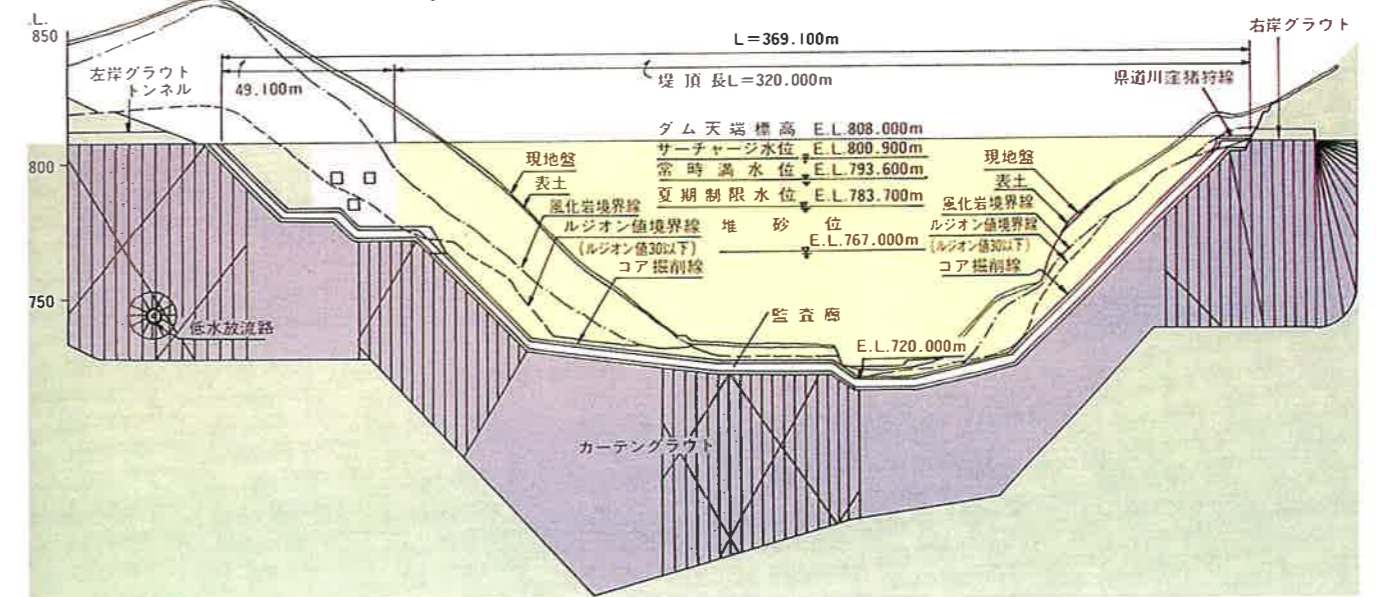 .L.
850
800
750
左岸グラウト
トンネル
49.100m
L=369.100m
堤頂長L=320.000m
右岸グラウト
県道川窪猪狩線
ダム天端標高 E.L.808.000m
サーチャージ水位 E.L.800.900m
常時満水位 E.L.793.600m
夏期制限水位 E.L.783.700m
堆砂位
E.L.767.000m
現地盤
表土
風化岩境界線
ルジオン値境界線
(ルジオン値30以下)
コア掘削線
現地盤
表土
風化岩境界線
ルジオン値境界線
(ルジオン値30以下)
コア掘削線
監査廊
E.L.720.000m
低水放流路
カーテングラウト